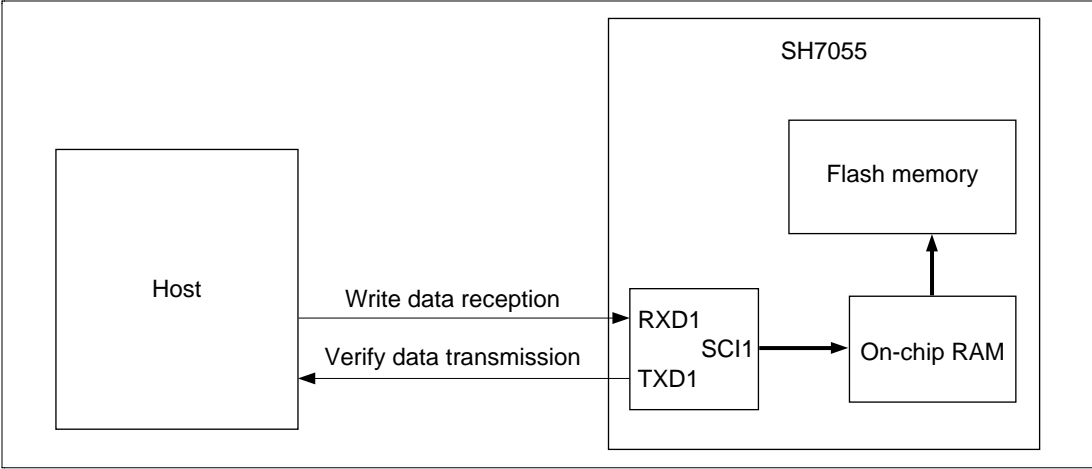 SH7055
Flash memory
Host
Write data reception
RXD1
SCI1
On-chip RAM
Verify data transmission
TXD1